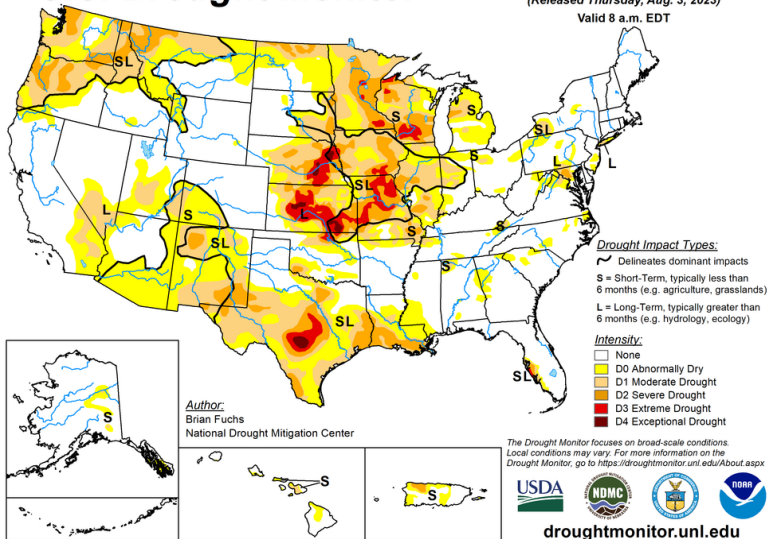 (Released Thursday, Aug. 3, 2023)
Valid 8 a.m. EDT
SL
S
S
SL
S
L
L
SL
L
S
L
S
SL
S
S
S
SL
SL
S
S
S
Drought Impact Types:
Delineates dominant impacts
S = Short-Term, typically less than
6 months (e.g. agriculture, grasslands)
L = Long-Term, typically greater than
6 months (e.g. hydrology, ecology)
Intensity:
None
D0 Abnormally Dry
D1 Moderate Drought
D2 Severe Drought
D3 Extreme Drought
D4 Exceptional Drought
Author:
Brian Fuchs
National Drought Mitigation Center
The Drought Monitor focuses on broad-scale conditions.
Local conditions may vary. For more information on the
Drought Monitor, go to https://droughtmonitor.unl.edu/About.aspx
USDA
NDMC
NOAA
droughtmonitor.unl.edu